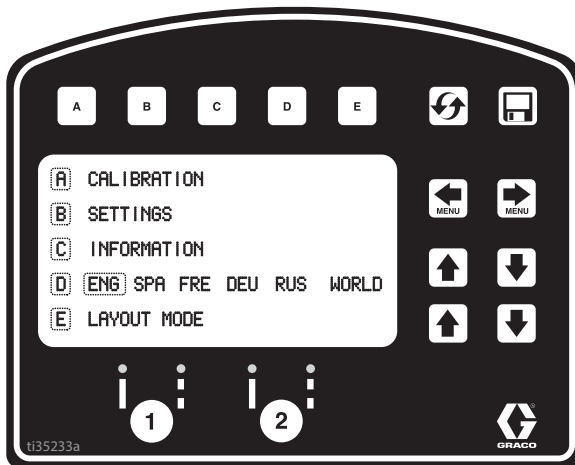 A B C D E
A CALIBRATION
MENU MENU
B SETTINGS
C INFORMATION
D ENG SPA FRE DEU RUS WORLD
E LAYOUT MODE
1 2
ti35233a
GRACO